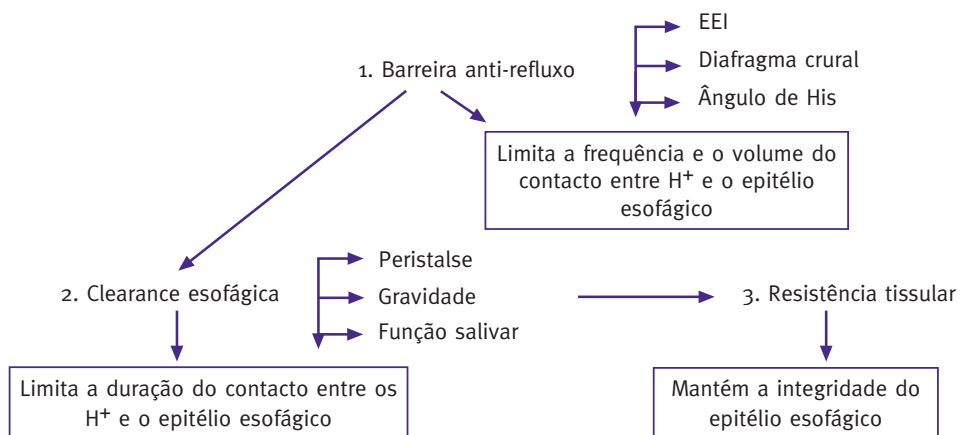 EEI
1. Barreira anti-refluxo
Diafragma crural
Ângulo de His
Limita a frequência e o volume do
contacto entre H⁺ e o epitélio
esofágico
Peristalse
2. Clearance esofágica
Gravidade
3. Resistência tissular
Função salivar
Limita a duração do contacto entre os
H⁺ e o epitélio esofágico
Mantém a integridade do
epitélio esofágico